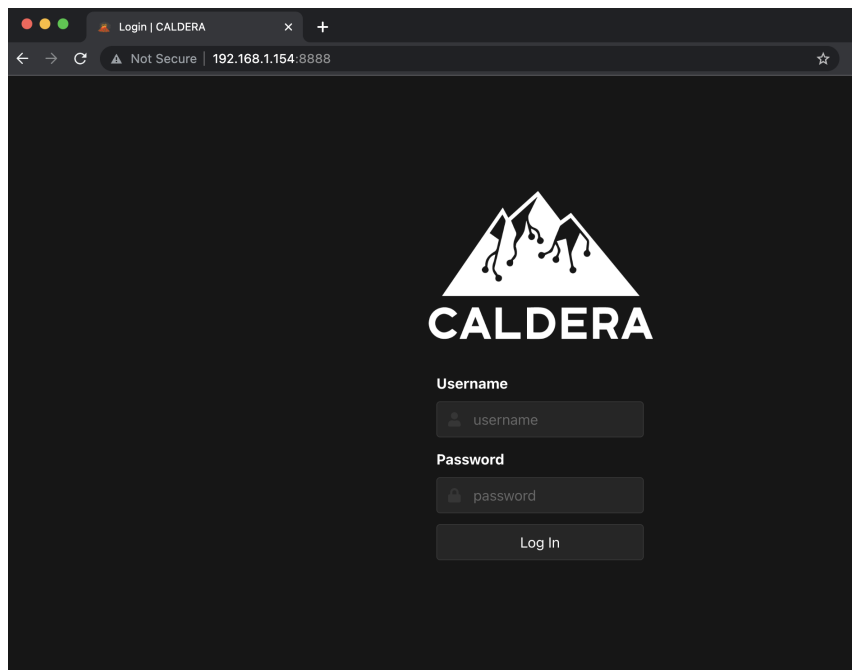 Login | CALDERA
Not Secure | 192.168.1.154:8888
CALDERA
Username
username
Password
password
Log In